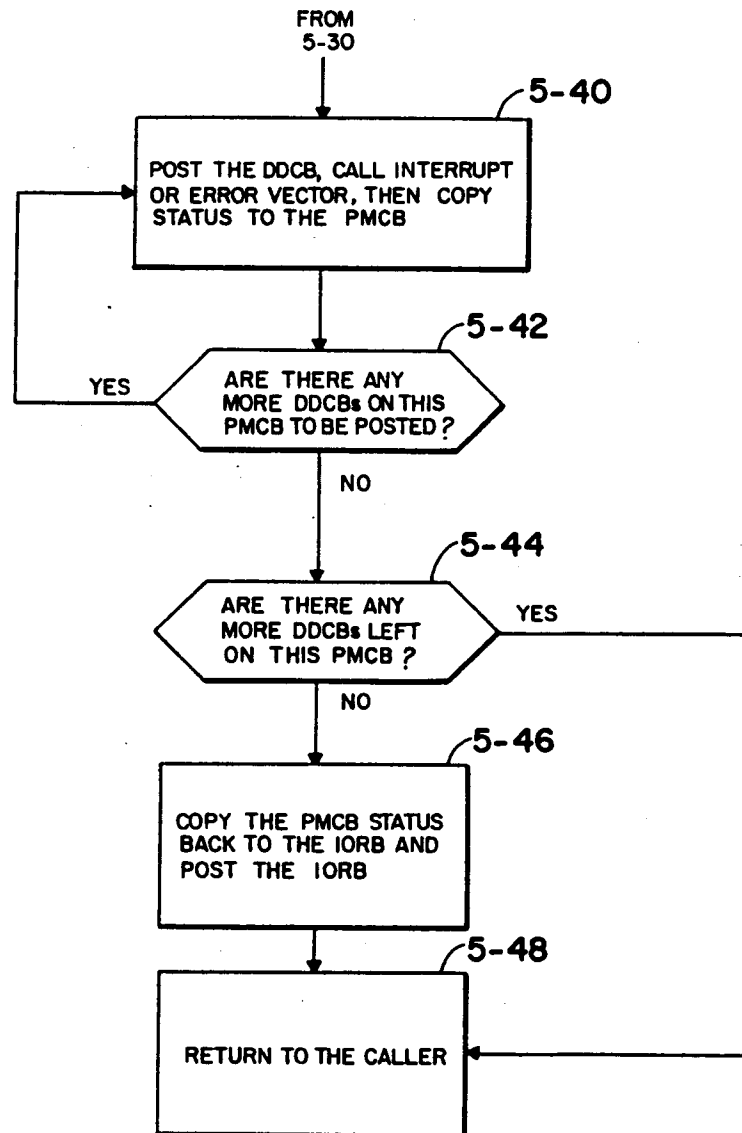 FROM
5-30
5-40
POST THE DDCB, CALL INTERRUPT
OR ERROR VECTOR, THEN COPY
STATUS TO THE PMCB
5-42
YES
ARE THERE ANY
MORE DDCBs ON THIS
PMCB TO BE POSTED?
NO
5-44
ARE THERE ANY
MORE DDCBs LEFT
ON THIS PMCB?
YES
NO
5-46
COPY THE PMCB STATUS
BACK TO THE IORB AND
POST THE IORB
5-48
RETURN TO THE CALLER